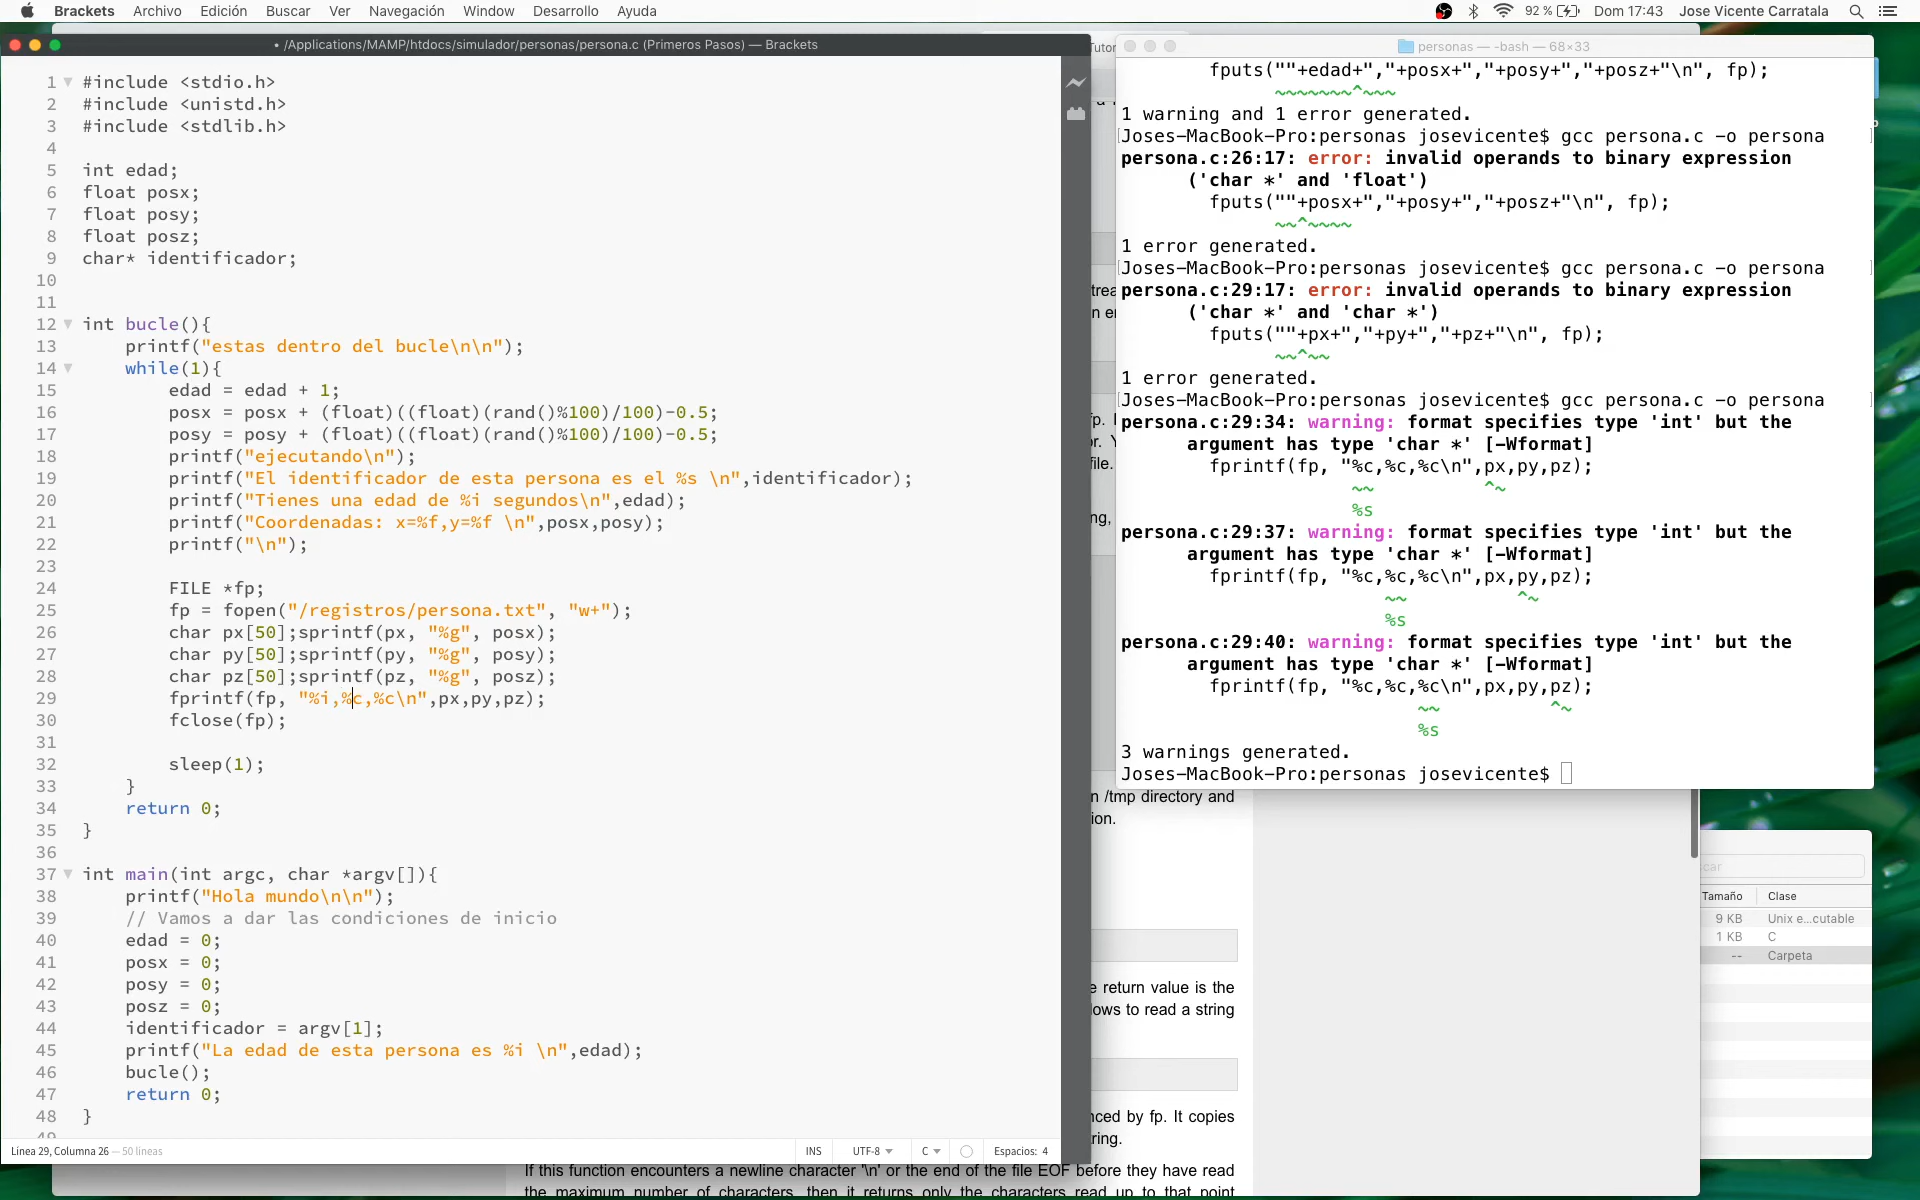 Brackets Archivo Edición Buscar Ver Navegación Window Desarrollo Ayuda
92 % Dom 17:43 Jose Vicente Carratala
• /Applications/MAMP/htdocs/simulador/personas/persona.c (Primeros Pasos) — Brackets
1 #include <stdio.h>
2 #include <unistd.h>
3 #include <stdlib.h>
4
5 int edad;
6 float posx;
7 float posy;
8 float posz;
9 char* identificador;
10
11
12 int bucle(){
13 printf("estas dentro del bucle\n\n");
14 while(1){
15 edad = edad + 1;
16 posx = posx + (float)((float)(rand()%100)/100)-0.5;
17 posy = posy + (float)((float)(rand()%100)/100)-0.5;
18 printf("ejecutando\n");
19 printf("El identificador de esta persona es el %s \n",identificador);
20 printf("Tienes una edad de %i segundos\n",edad);
21 printf("Coordenadas: x=%f,y=%f \n",posx,posy);
22 printf("\n");
23
24 FILE *fp;
25 fp = fopen("/registros/persona.txt", "w+");
26 char px[50];sprintf(px, "%g", posx);
27 char py[50];sprintf(py, "%g", posy);
28 char pz[50];sprintf(pz, "%g", posz);
29 fprintf(fp, "%i,%c,%c\n",px,py,pz);
30 fclose(fp);
31
32 sleep(1);
33 }
34 return 0;
35 }
36
37 int main(int argc, char *argv[]){
38 printf("Hola mundo\n\n");
39 // Vamos a dar las condiciones de inicio
40 edad = 0;
41 posx = 0;
42 posy = 0;
43 posz = 0;
44 identificador = argv[1];
45 printf("La edad de esta persona es %i \n",edad);
46 bucle();
47 return 0;
48 }
49
Línea 29, Columna 26 — 50 líneas INS UTF-8 C Espacios: 4
personas — -bash — 68×33
fputs(""+edad+","+posx+","+posy+","+posz+"\n", fp);
~~~~~~~^~~~
1 warning and 1 error generated.
[Joses-MacBook-Pro:personas josevicente$ gcc persona.c -o persona ]
persona.c:26:17: error: invalid operands to binary expression
('char *' and 'float')
fputs(""+posx+","+posy+","+posz+"\n", fp);
~~^~~~~
1 error generated.
[Joses-MacBook-Pro:personas josevicente$ gcc persona.c -o persona ]
persona.c:29:17: error: invalid operands to binary expression
('char *' and 'char *')
fputs(""+px+","+py+","+pz+"\n", fp);
~~^~~
1 error generated.
[Joses-MacBook-Pro:personas josevicente$ gcc persona.c -o persona ]
persona.c:29:34: warning: format specifies type 'int' but the
argument has type 'char *' [-Wformat]
fprintf(fp, "%c,%c,%c\n",px,py,pz);
~~ ^~
%s
persona.c:29:37: warning: format specifies type 'int' but the
argument has type 'char *' [-Wformat]
fprintf(fp, "%c,%c,%c\n",px,py,pz);
~~ ^~
%s
persona.c:29:40: warning: format specifies type 'int' but the
argument has type 'char *' [-Wformat]
fprintf(fp, "%c,%c,%c\n",px,py,pz);
~~ ^~
%s
3 warnings generated.
Joses-MacBook-Pro:personas josevicente$
n /tmp directory and
ion.
e return value is the
ows to read a string
nced by fp. It copies
ring.
If this function encounters a newline character '\n' or the end of the file EOF before they have read
the maximum number of characters, then it returns only the characters read up to that point
Tamaño Clase
9 KB Unix e...cutable
1 KB C
-- Carpeta